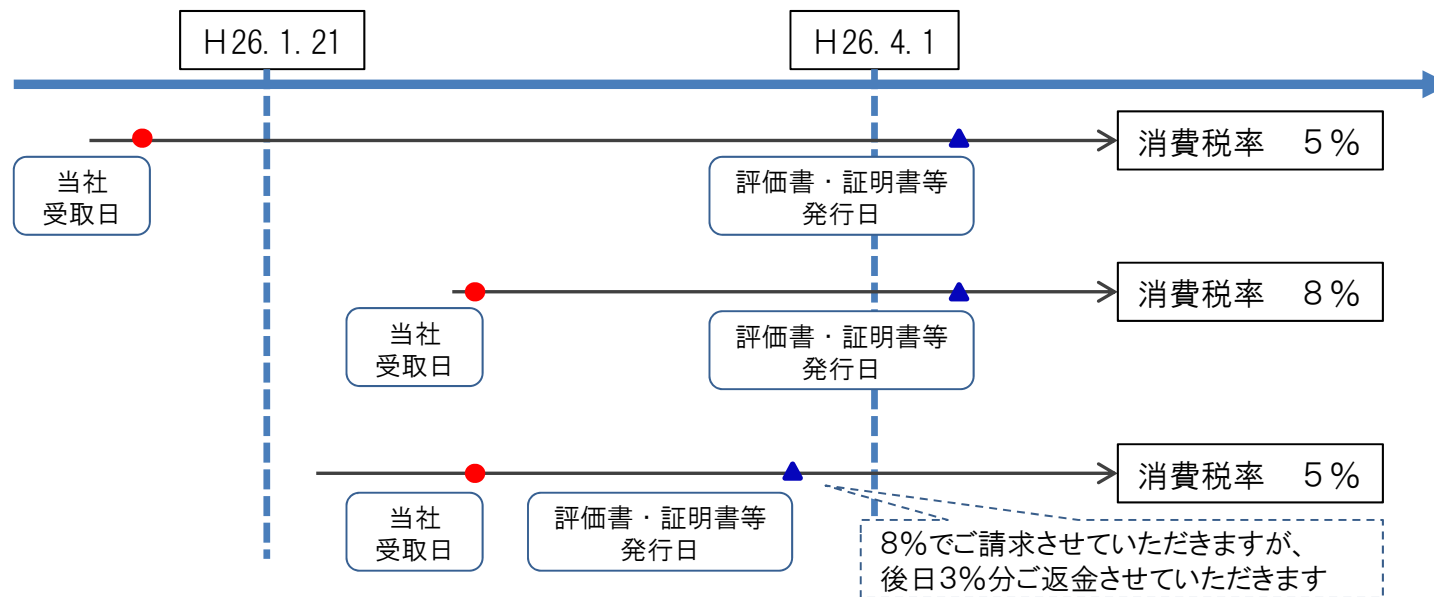 H26.1.21
H26.4.1
消費税率 5%
当社
受取日
評価書・証明書等
発行日
消費税率 8%
当社
受取日
評価書・証明書等
発行日
消費税率 5%
当社
受取日
評価書・証明書等
発行日
8%でご請求させていただきますが、
後日3%分ご返金させていただきます